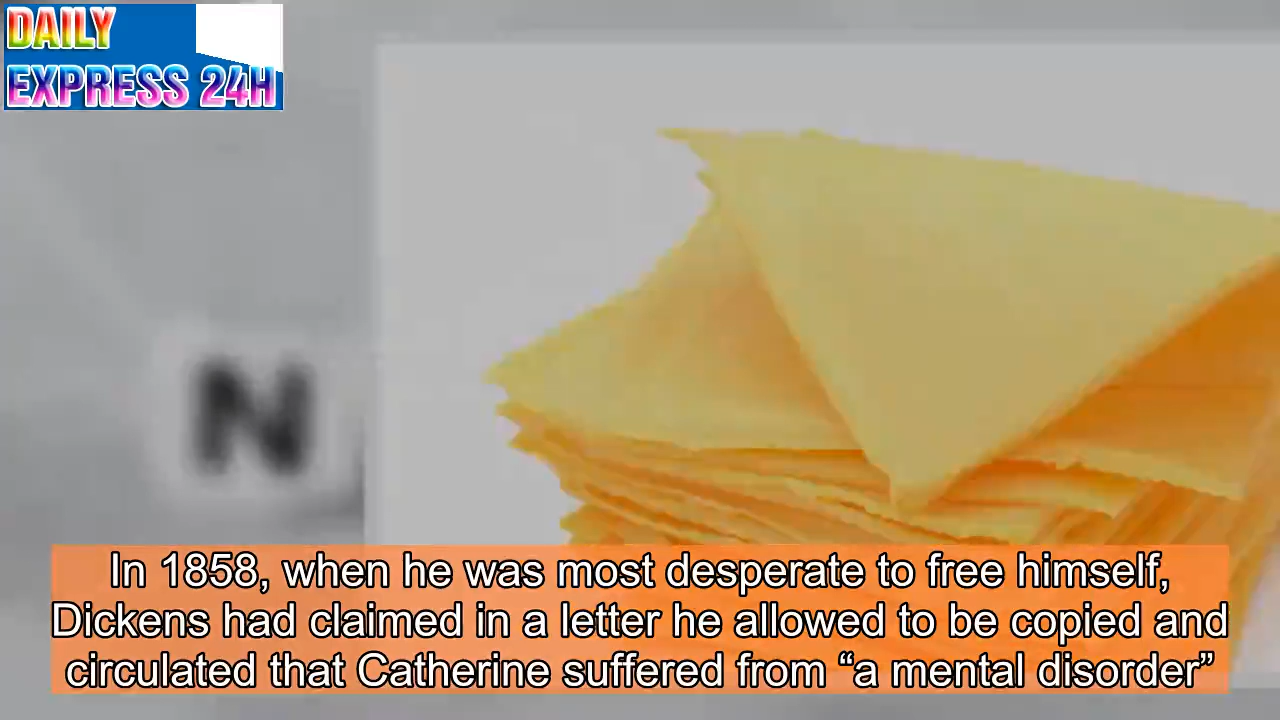 DAILY
EXPRESS 24H
N
In 1858, when he was most desperate to free himself,
Dickens had claimed in a letter he allowed to be copied and
circulated that Catherine suffered from “a mental disorder”